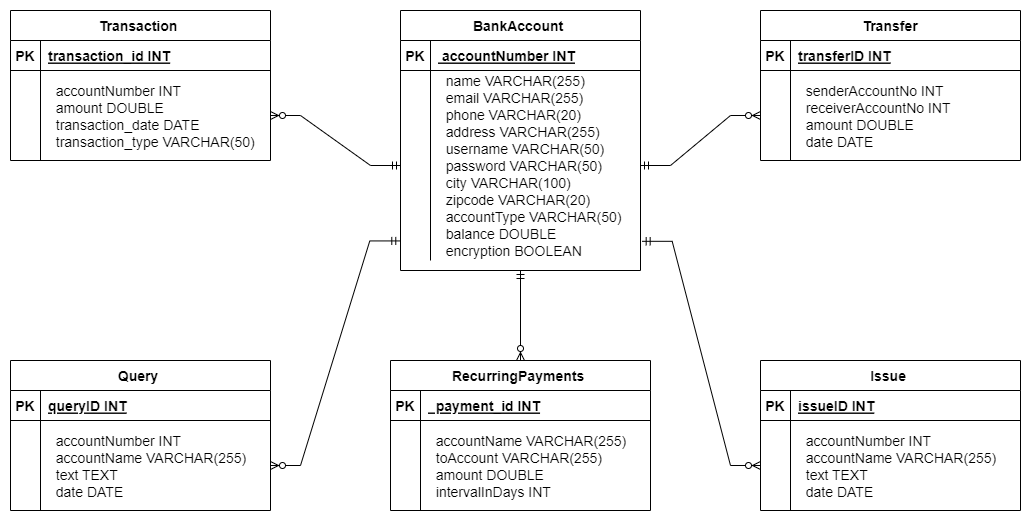 Transaction
PK transaction_id INT
accountNumber INT
amount DOUBLE
transaction_date DATE
transaction_type VARCHAR(50)
BankAccount
PK accountNumber INT
name VARCHAR(255)
email VARCHAR(255)
phone VARCHAR(20)
address VARCHAR(255)
username VARCHAR(50)
password VARCHAR(50)
city VARCHAR(100)
zipcode VARCHAR(20)
accountType VARCHAR(50)
balance DOUBLE
encryption BOOLEAN
Transfer
PK transferID INT
senderAccountNo INT
receiverAccountNo INT
amount DOUBLE
date DATE
Query
PK queryID INT
accountNumber INT
accountName VARCHAR(255)
text TEXT
date DATE
RecurringPayments
PK _payment_id INT
accountName VARCHAR(255)
toAccount VARCHAR(255)
amount DOUBLE
intervalInDays INT
Issue
PK issueID INT
accountNumber INT
accountName VARCHAR(255)
text TEXT
date DATE